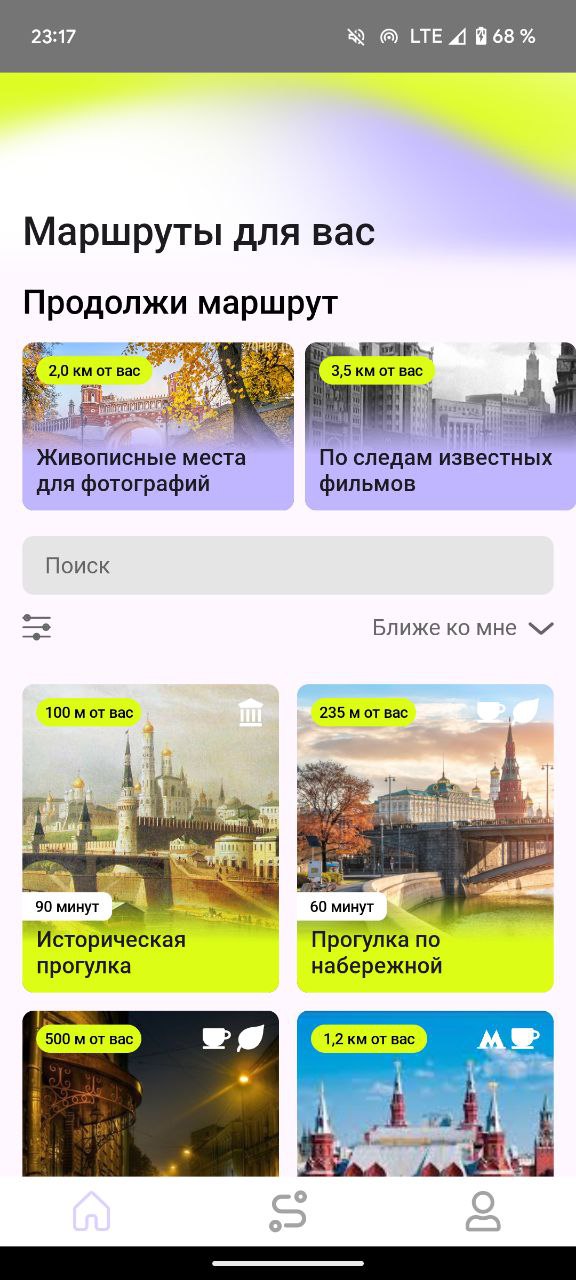 23:17
LTE 68 %
Маршруты для вас
Продолжи маршрут
2,0 км от вас
Живописные места
для фотографий
3,5 км от вас
По следам известных
фильмов
Поиск
Ближе ко мне
100 м от вас
90 минут
Историческая
прогулка
235 м от вас
60 минут
Прогулка по
набережной
500 м от вас
1,2 км от вас